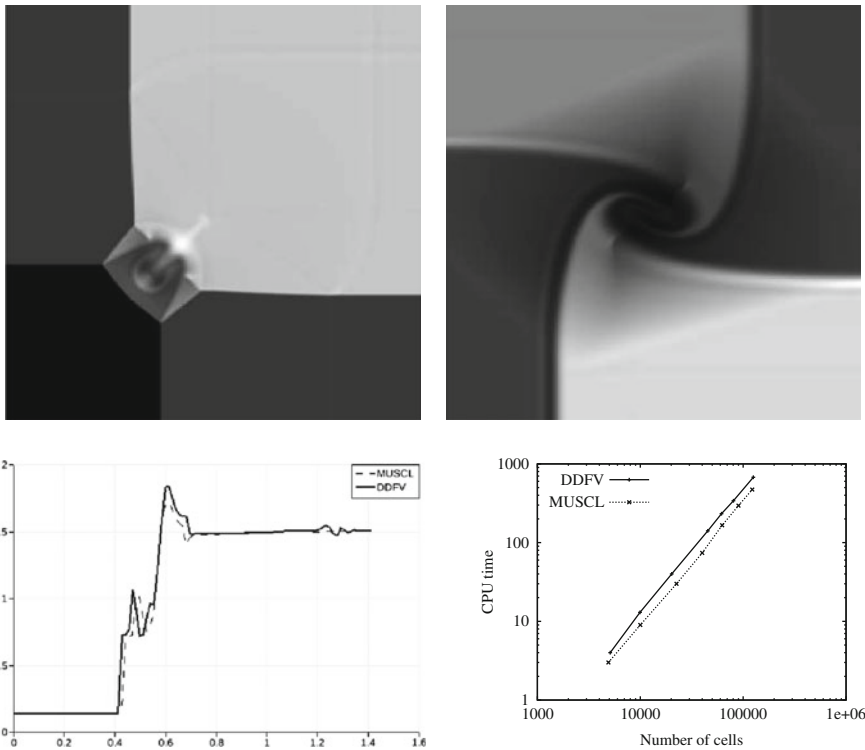 2
MUSCL
DDFV
.5
1
.5
0
0 0.2 0.4 0.6 0.8 1 1.2 1.4 1.6
1000
DDFV
MUSCL
100
CPU time
10
1
1000 10000 100000 1e+06
Number of cells